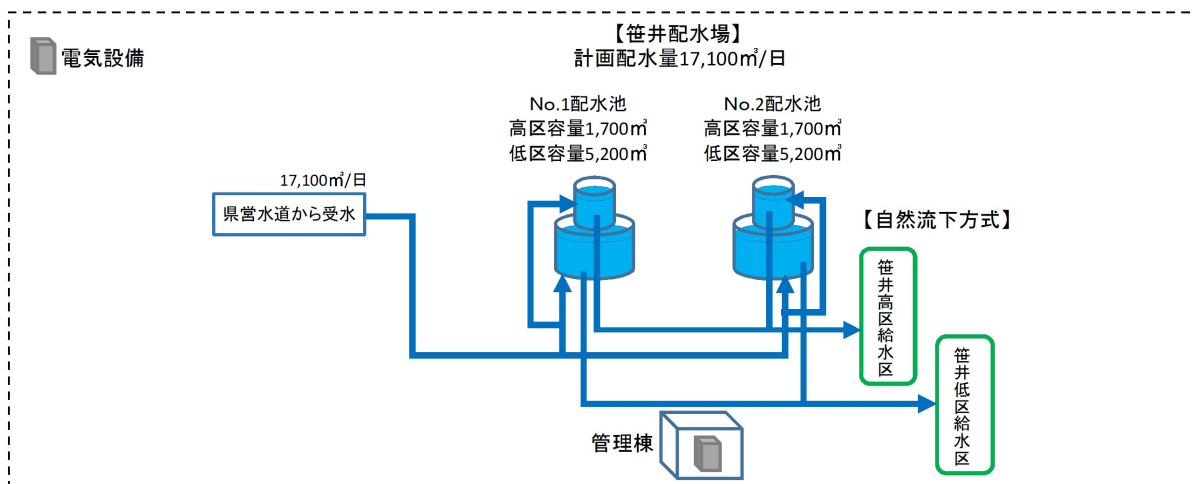 電気設備
【笹井配水場】
計画配水量17,100㎥/日
No.1配水池
高区容量1,700㎥
低区容量5,200㎥
No.2配水池
高区容量1,700㎥
低区容量5,200㎥
17,100㎥/日
県営水道から受水
【自然流下方式】
笹井高区給水区
笹井低区給水区
管理棟